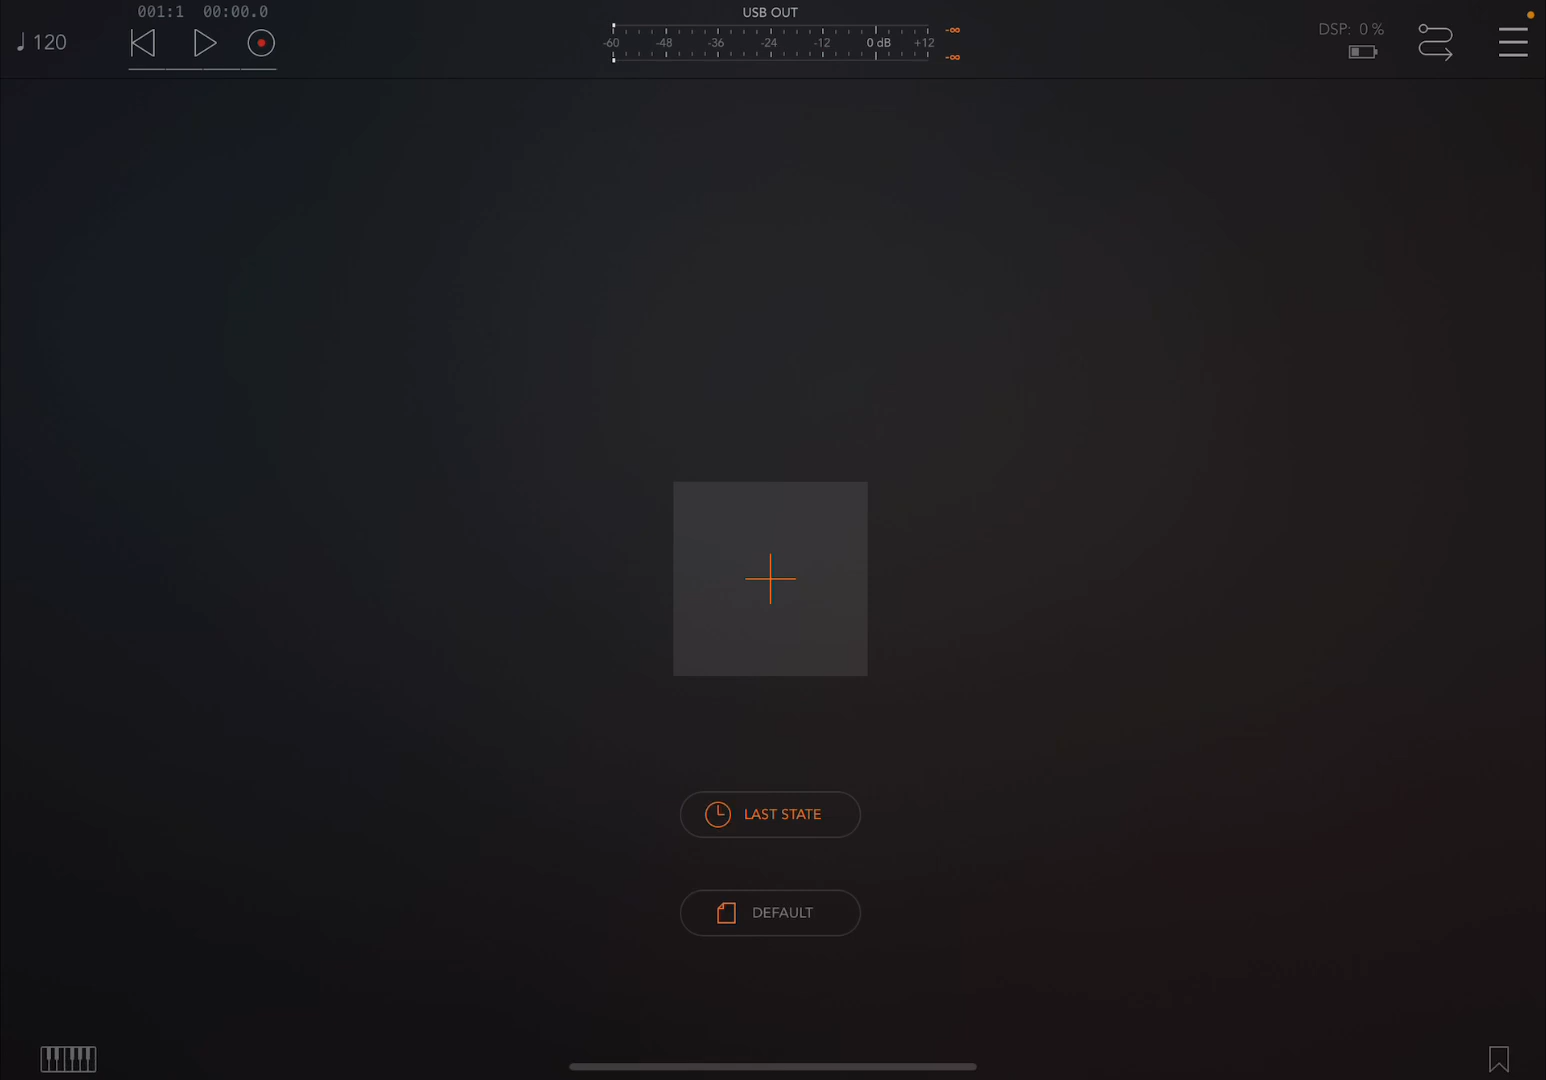 001:1 00:00.0
120
USB OUT
-60 -48 -36 -24 -12 0 dB +12
-∞
-∞
DSP: 0 %
LAST STATE
DEFAULT